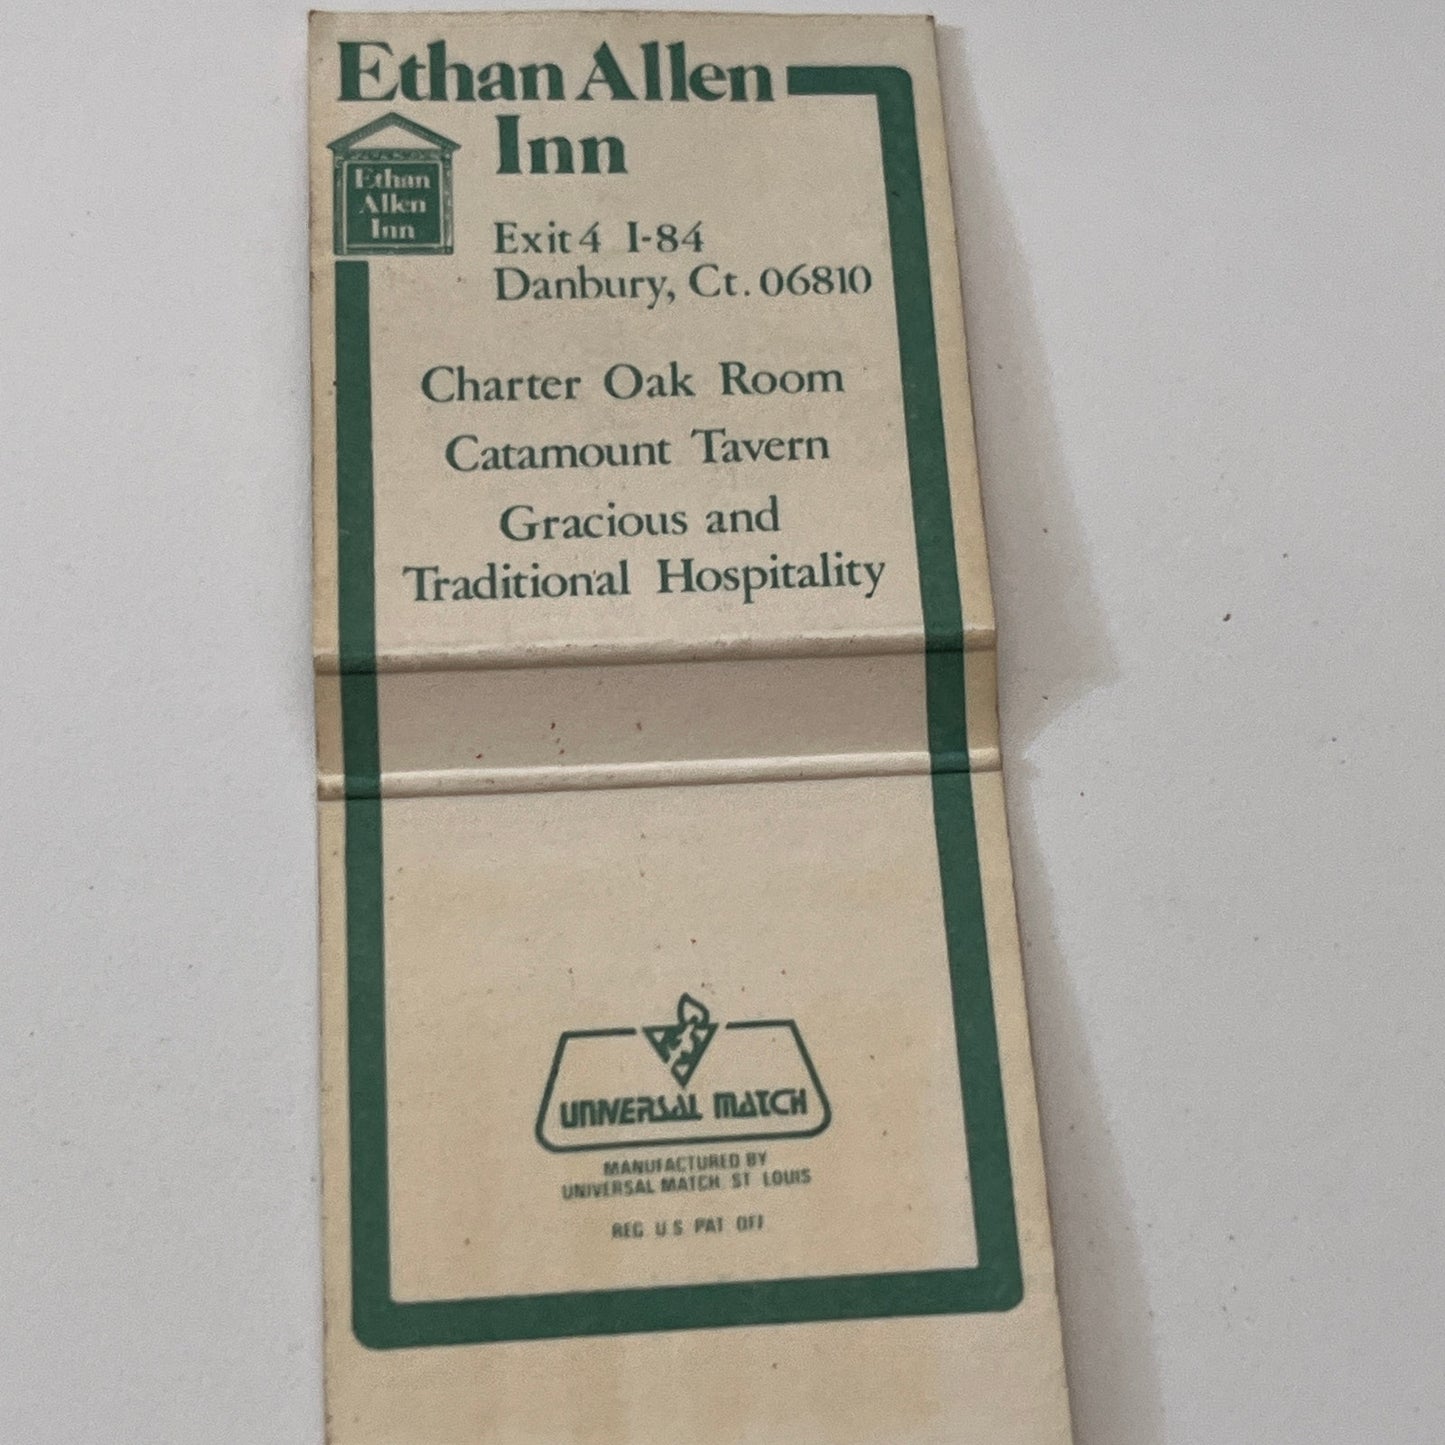 Ethan Allen
Inn
Ethan
Allen
Inn
Exit 4 I-84
Danbury, Ct. 06810
Charter Oak Room
Catamount Tavern
Gracious and
Traditional Hospitality
UNIVERSAL MATCH
MANUFACTURED BY
UNIVERSAL MATCH ST LOUIS
REG U S PAT OFF